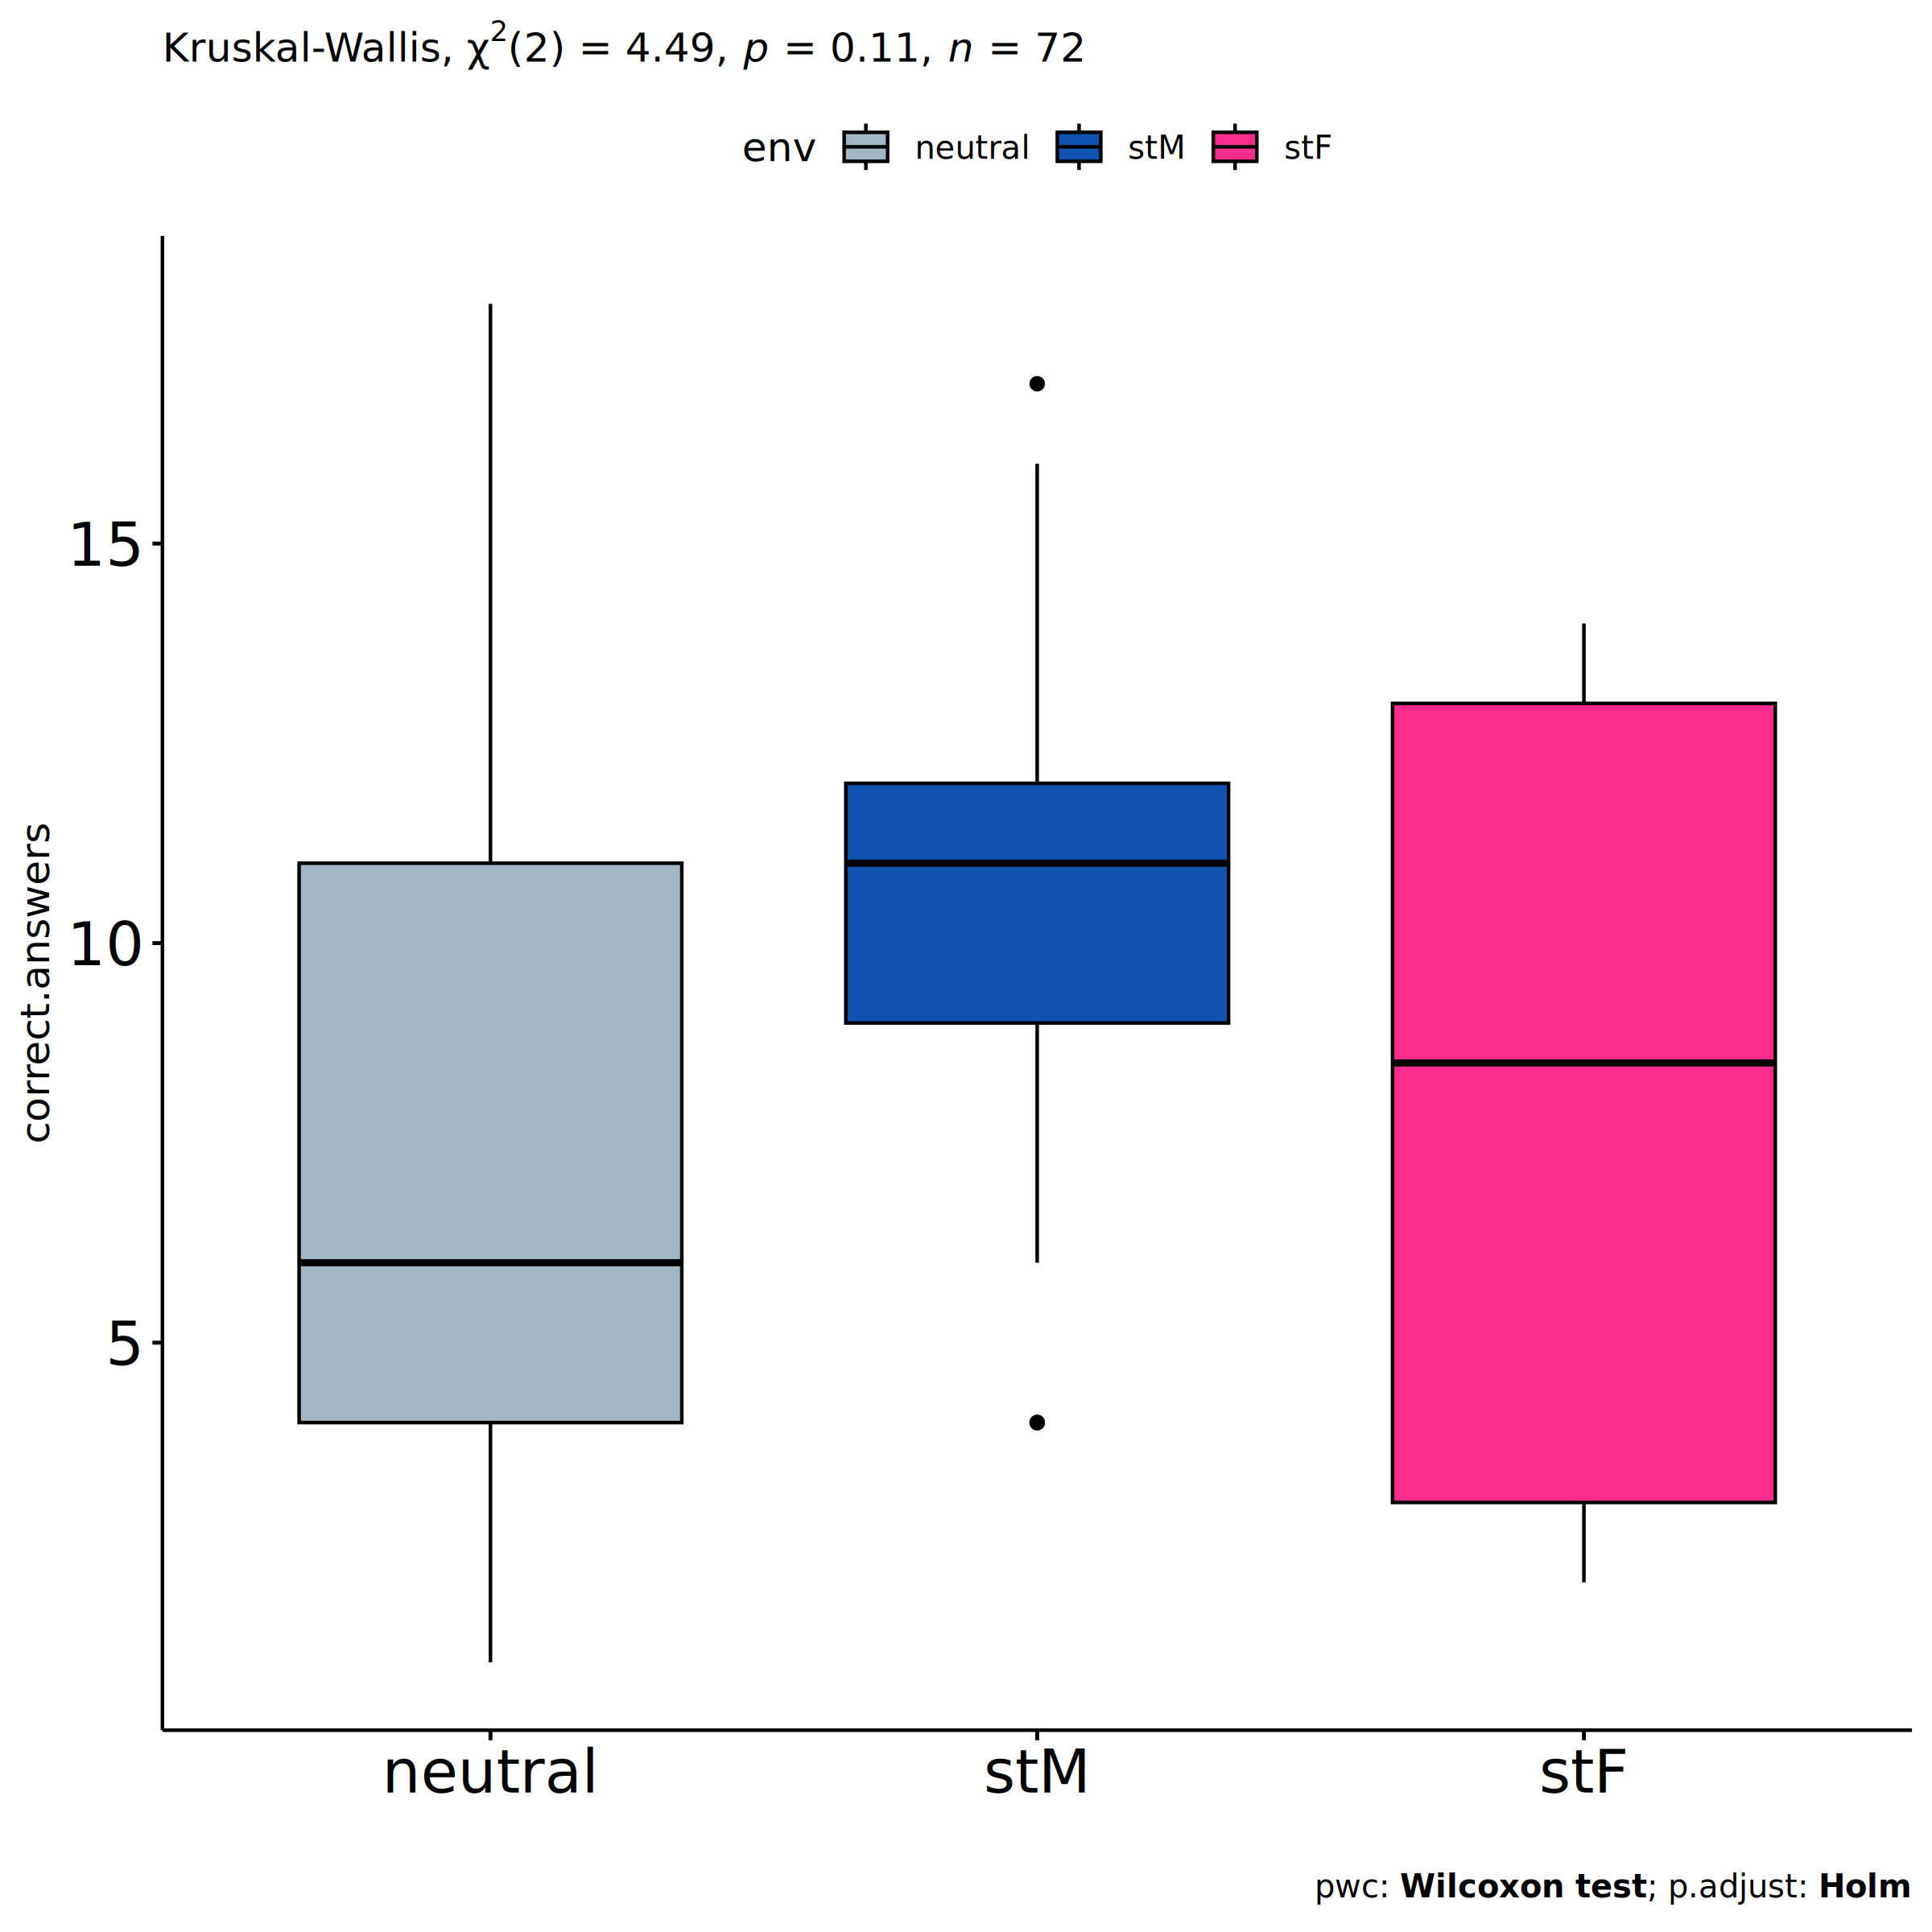 Kruskal-Wallis, χ²(2) = 4.49, p = 0.11, n = 72
env neutral stM stF
correct.answers
15
10
5
neutral stM stF
pwc: Wilcoxon test; p.adjust: Holm